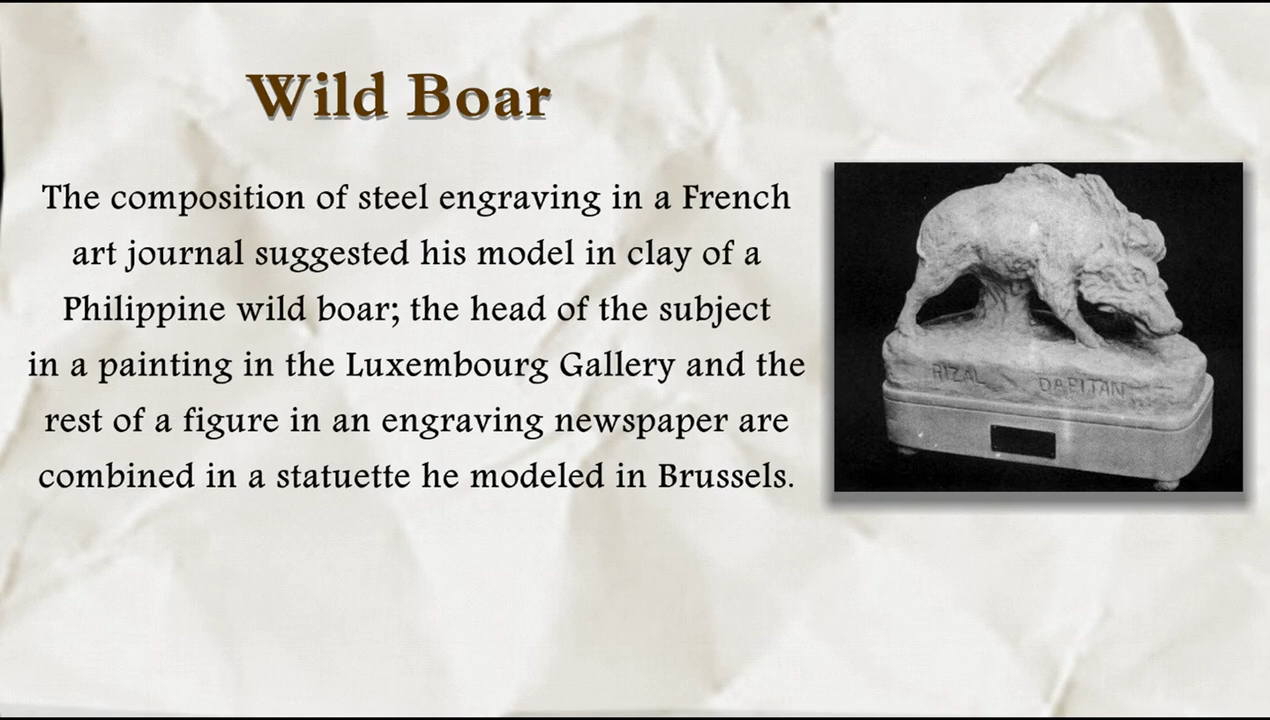 Wild Boar
The composition of steel engraving in a French
art journal suggested his model in clay of a
Philippine wild boar; the head of the subject
in a painting in the Luxembourg Gallery and the
rest of a figure in an engraving newspaper are
combined in a statuette he modeled in Brussels.
RIZAL DAPITAN